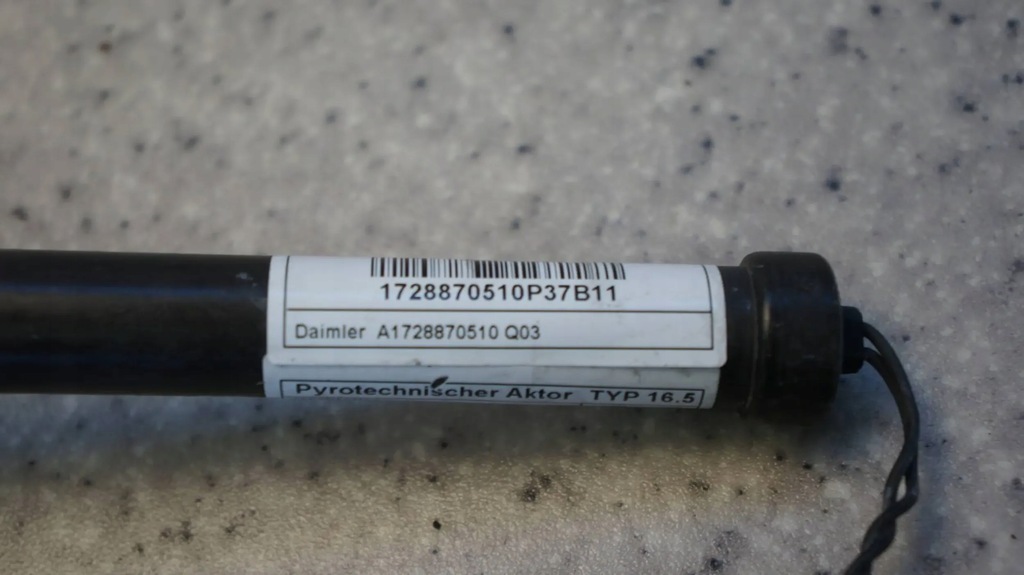 1728870510P37B11
Daimler A1728870510 Q03
Pyrotechnischer Aktor TYP 16.5